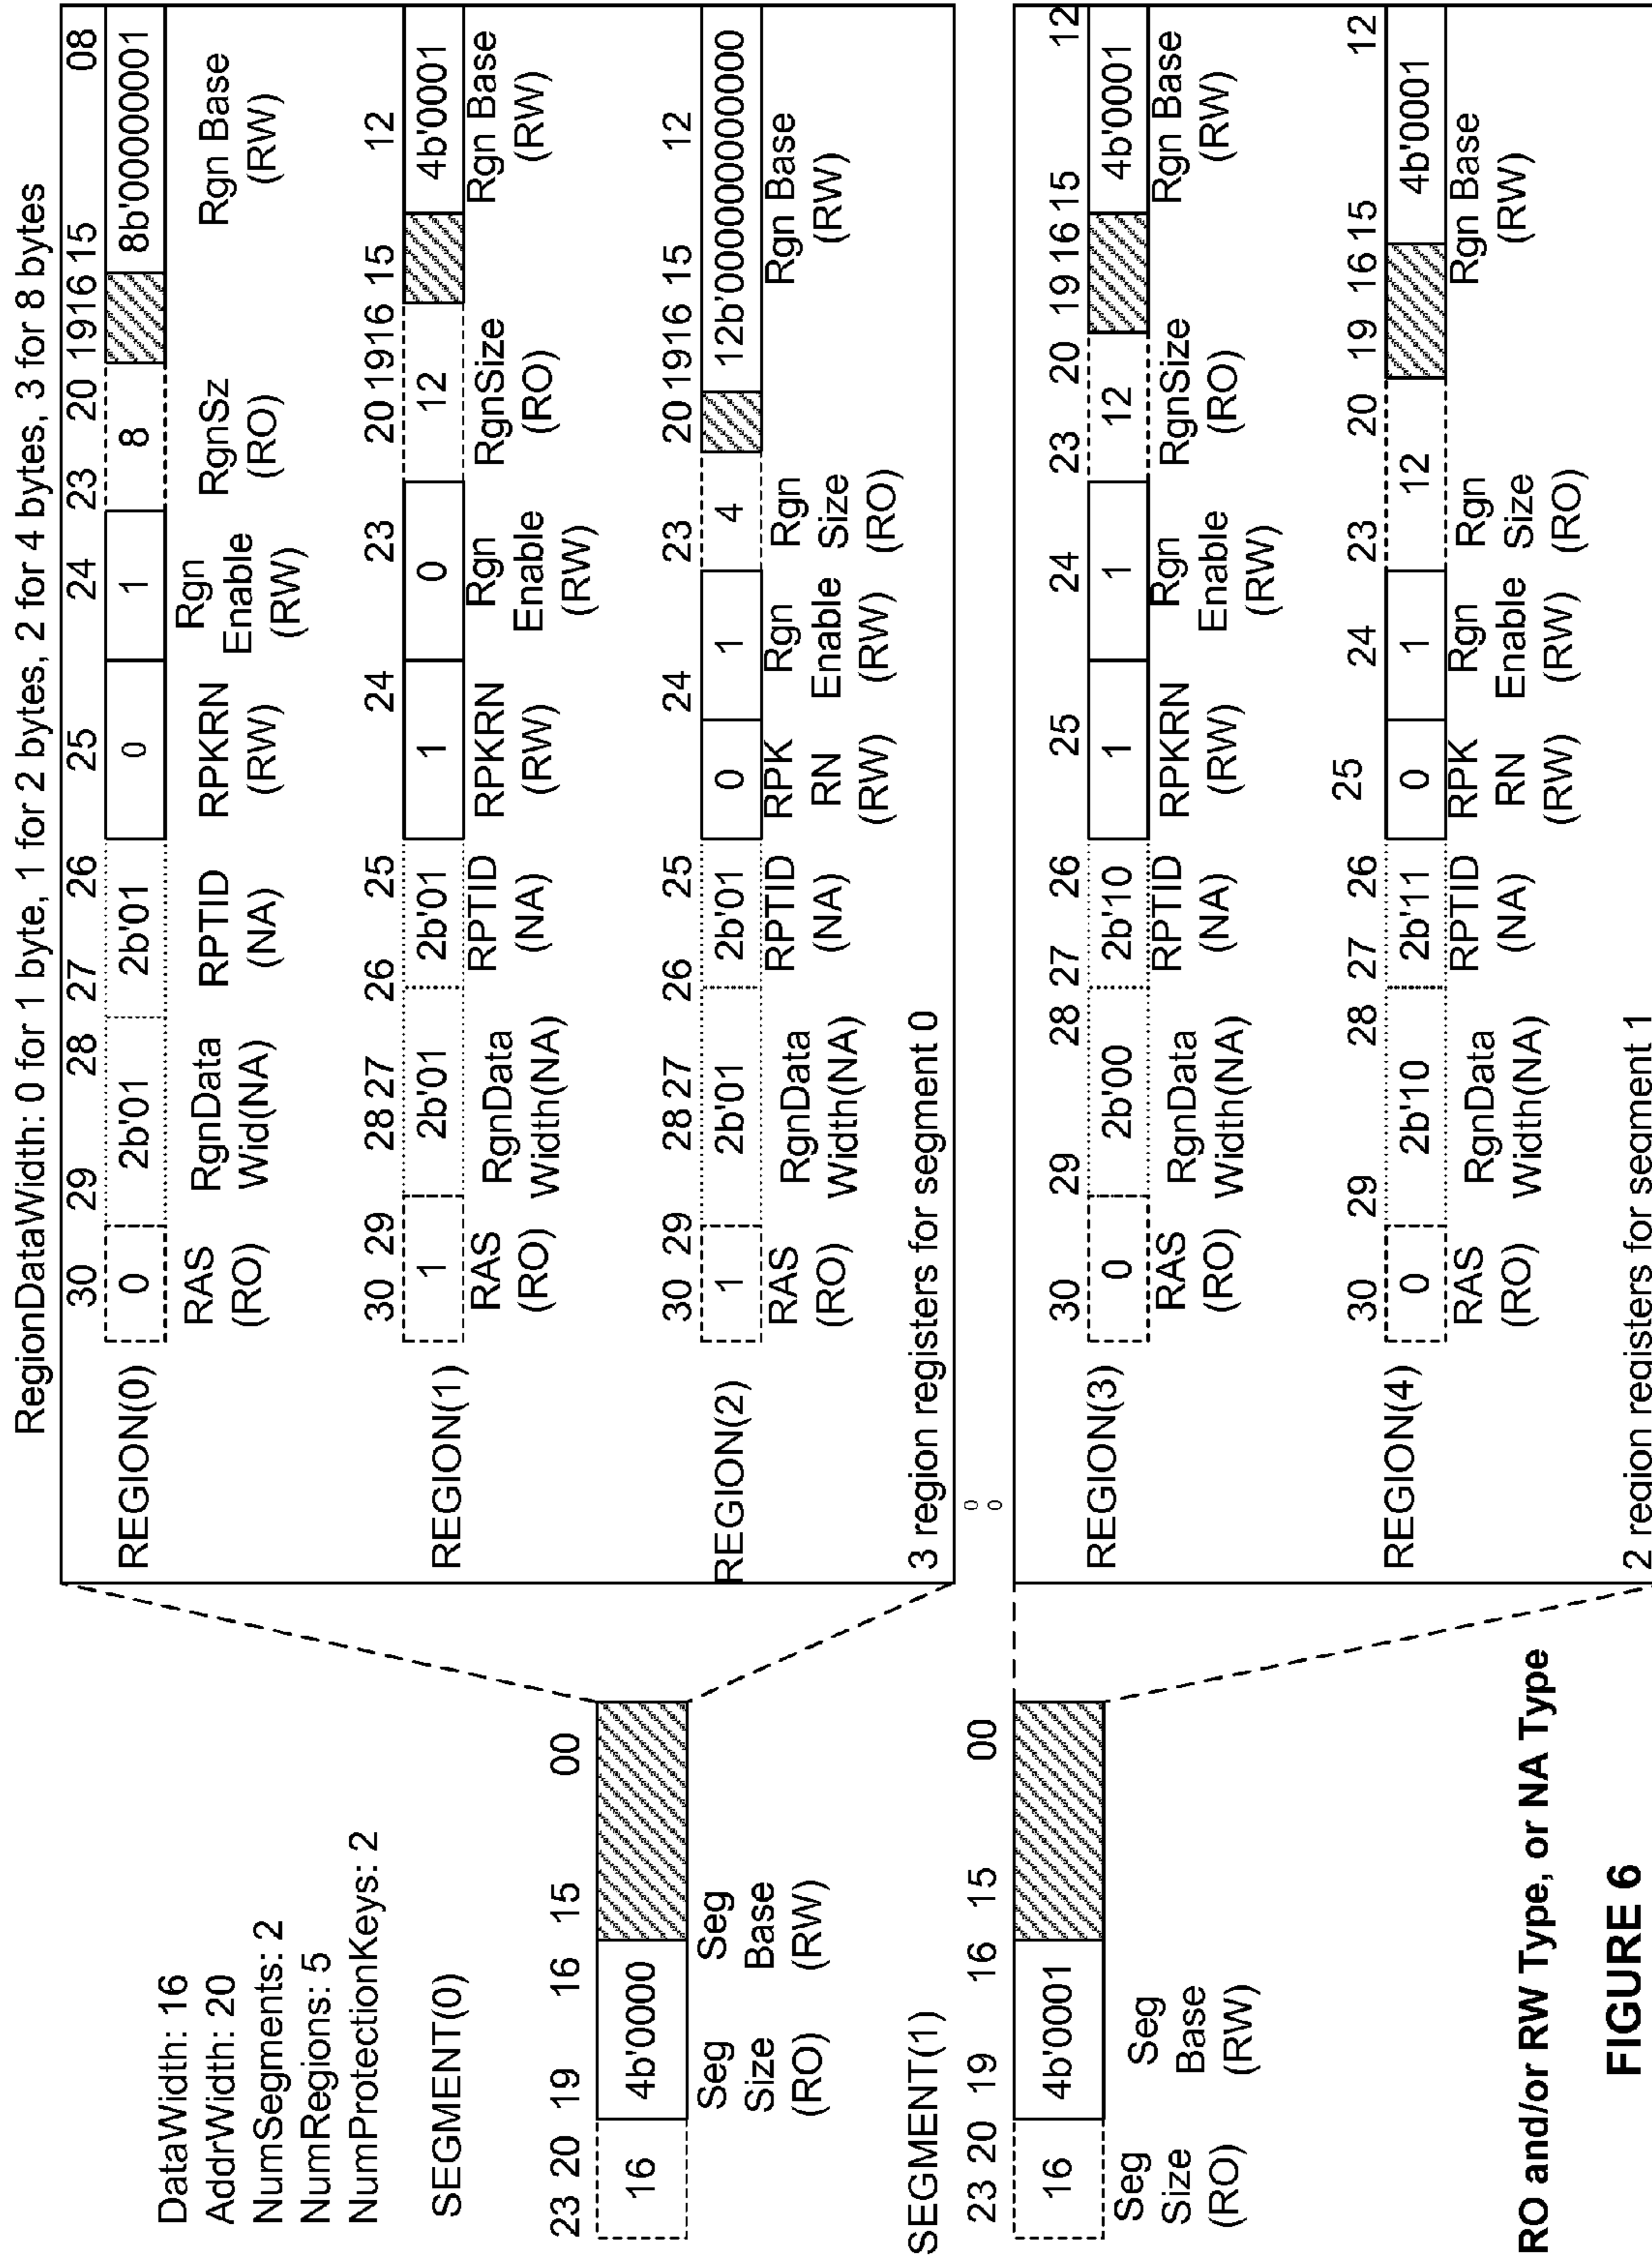 RegionDataWidth: 0 for 1 byte, 1 for 2 bytes, 2 for 4 bytes, 3 for 8 bytes
DataWidth: 16
AddrWidth: 20
NumSegments: 2
NumRegions: 5
NumProtectionKeys: 2
SEGMENT(0)
23 20 19 16 15 00
16 4b'0000
Seg Size (RO)
Seg Base (RW)
SEGMENT(1)
23 20 19 16 15 00
16 4b'0001
Seg Size (RO)
Seg Base (RW)
30 29 28 27 26 25 24 23 20 19 16 15 08
REGION(0) 0 2b'01 2b'01 0 1 8 8b'00000001
RAS (RO)
RgnData Wid(NA)
RPTID (NA)
RPKRN (RW)
Rgn Enable (RW)
RgnSz (RO)
Rgn Base (RW)
30 29 28 27 26 25 24 23 20 19 16 15 12
REGION(1) 1 2b'01 2b'01 1 0 12 4b'0001
RAS (RO)
RgnData Width(NA)
RPTID (NA)
RPKRN (RW)
Rgn Enable (RW)
RgnSize (RO)
Rgn Base (RW)
30 29 28 27 26 25 24 23 20 19 16 15 12
REGION(2) 1 2b'01 2b'01 0 1 4 12b'000000000000
RAS (RO)
RgnData Width(NA)
RPTID (NA)
RPK RN (RW)
Rgn Enable (RW)
Rgn Size (RO)
Rgn Base (RW)
3 region registers for segment 0
0
0
30 29 28 27 26 25 24 23 20 19 16 15 12
REGION(3) 0 2b'00 2b'10 1 1 12 4b'0001
RAS (RO)
RgnData Width(NA)
RPTID (NA)
RPKRN (RW)
Rgn Enable (RW)
RgnSize (RO)
Rgn Base (RW)
30 29 28 27 26 25 24 23 20 19 16 15 12
REGION(4) 0 2b'10 2b'11 0 1 12 4b'0001
RAS (RO)
RgnData Width(NA)
RPTID (NA)
RPK RN (RW)
Rgn Enable (RW)
Rgn Size (RO)
Rgn Base (RW)
2 region registers for segment 1
RO and/or RW Type, or NA Type
FIGURE 6